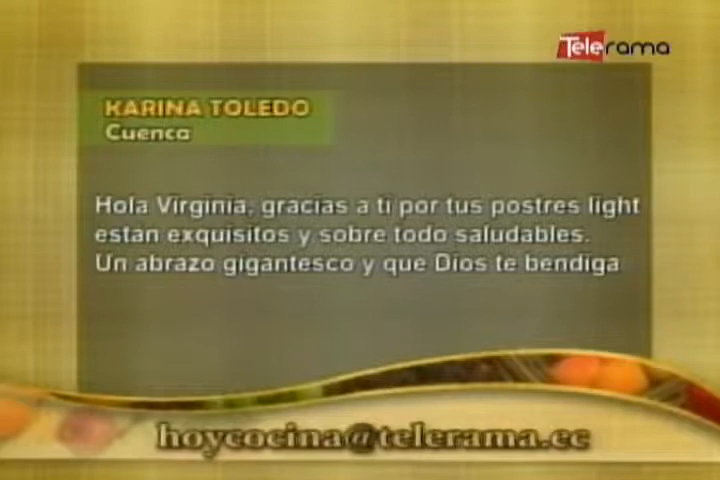 Telerama
KARINA TOLEDO
Cuenca
Hola Virginia, gracias a ti por tus postres light
están exquisitos y sobre todo saludables.
Un abrazo gigantesco y que Dios te bendiga
hoycocina@telerama.ec